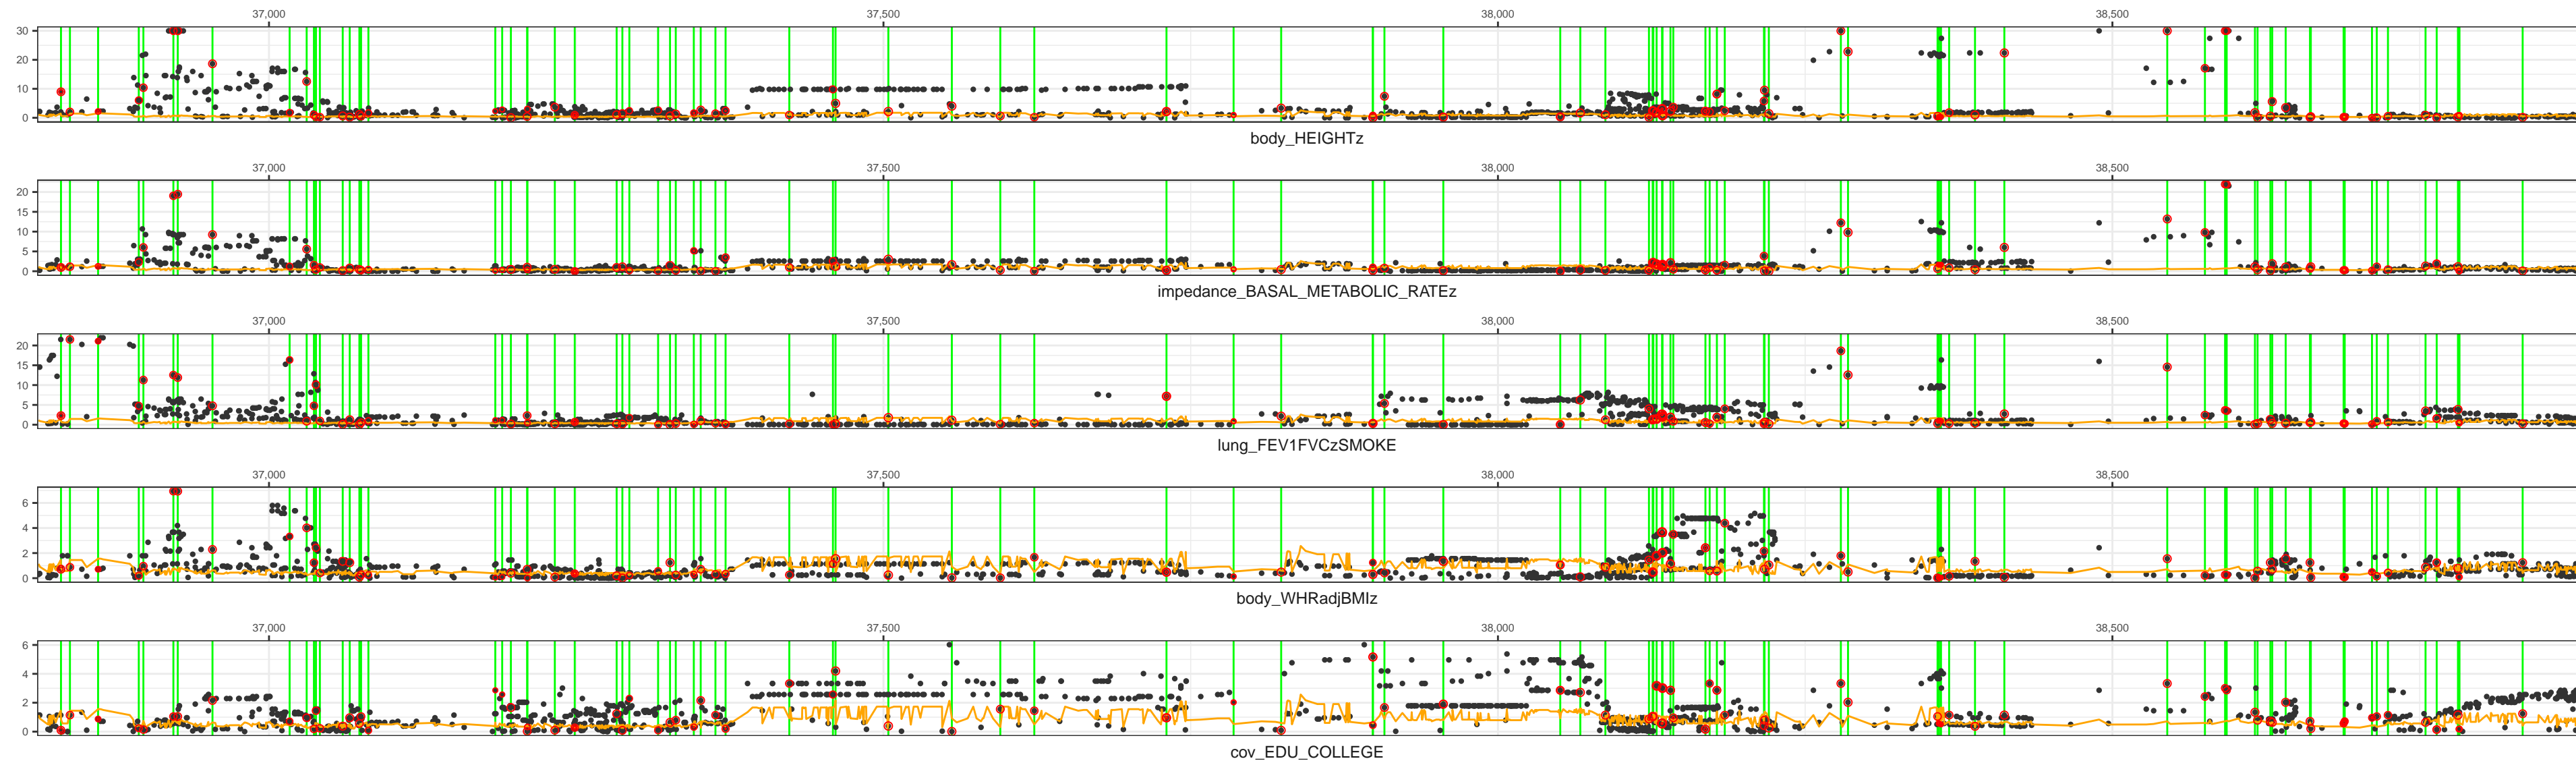 37,000 37,500 38,000 38,500
30
20
10
0
body_HEIGHTz
37,000 37,500 38,000 38,500
20
15
10
5
0
impedance_BASAL_METABOLIC_RATEz
37,000 37,500 38,000 38,500
20
15
10
5
0
lung_FEV1FVCzSMOKE
37,000 37,500 38,000 38,500
6
4
2
0
body_WHRadjBMIz
37,000 37,500 38,000 38,500
6
4
2
0
cov_EDU_COLLEGE